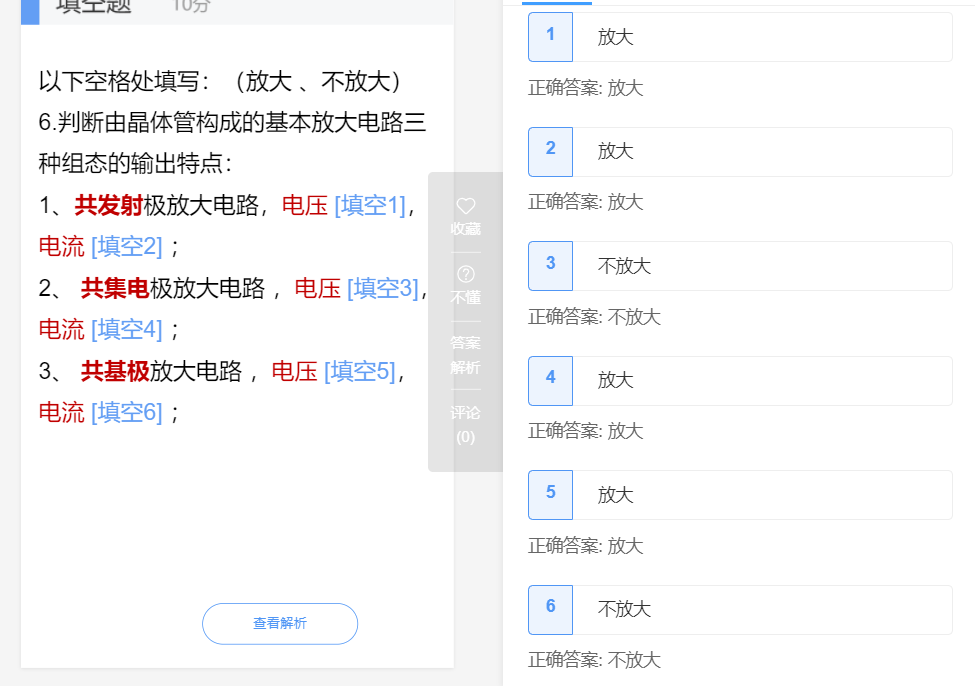 填空题 10分
以下空格处填写：（放大 、不放大）
6.判断由晶体管构成的基本放大电路三
种组态的输出特点：
1、共发射极放大电路，电压 [填空1]，
电流 [填空2] ；
2、 共集电极放大电路 ，电压 [填空3]，
电流 [填空4] ；
3、 共基极放大电路 ，电压 [填空5]，
电流 [填空6] ；
查看解析
收藏
不懂
答案
解析
评论
(0)
1 放大
正确答案: 放大
2 放大
正确答案: 放大
3 不放大
正确答案: 不放大
4 放大
正确答案: 放大
5 放大
正确答案: 放大
6 不放大
正确答案: 不放大